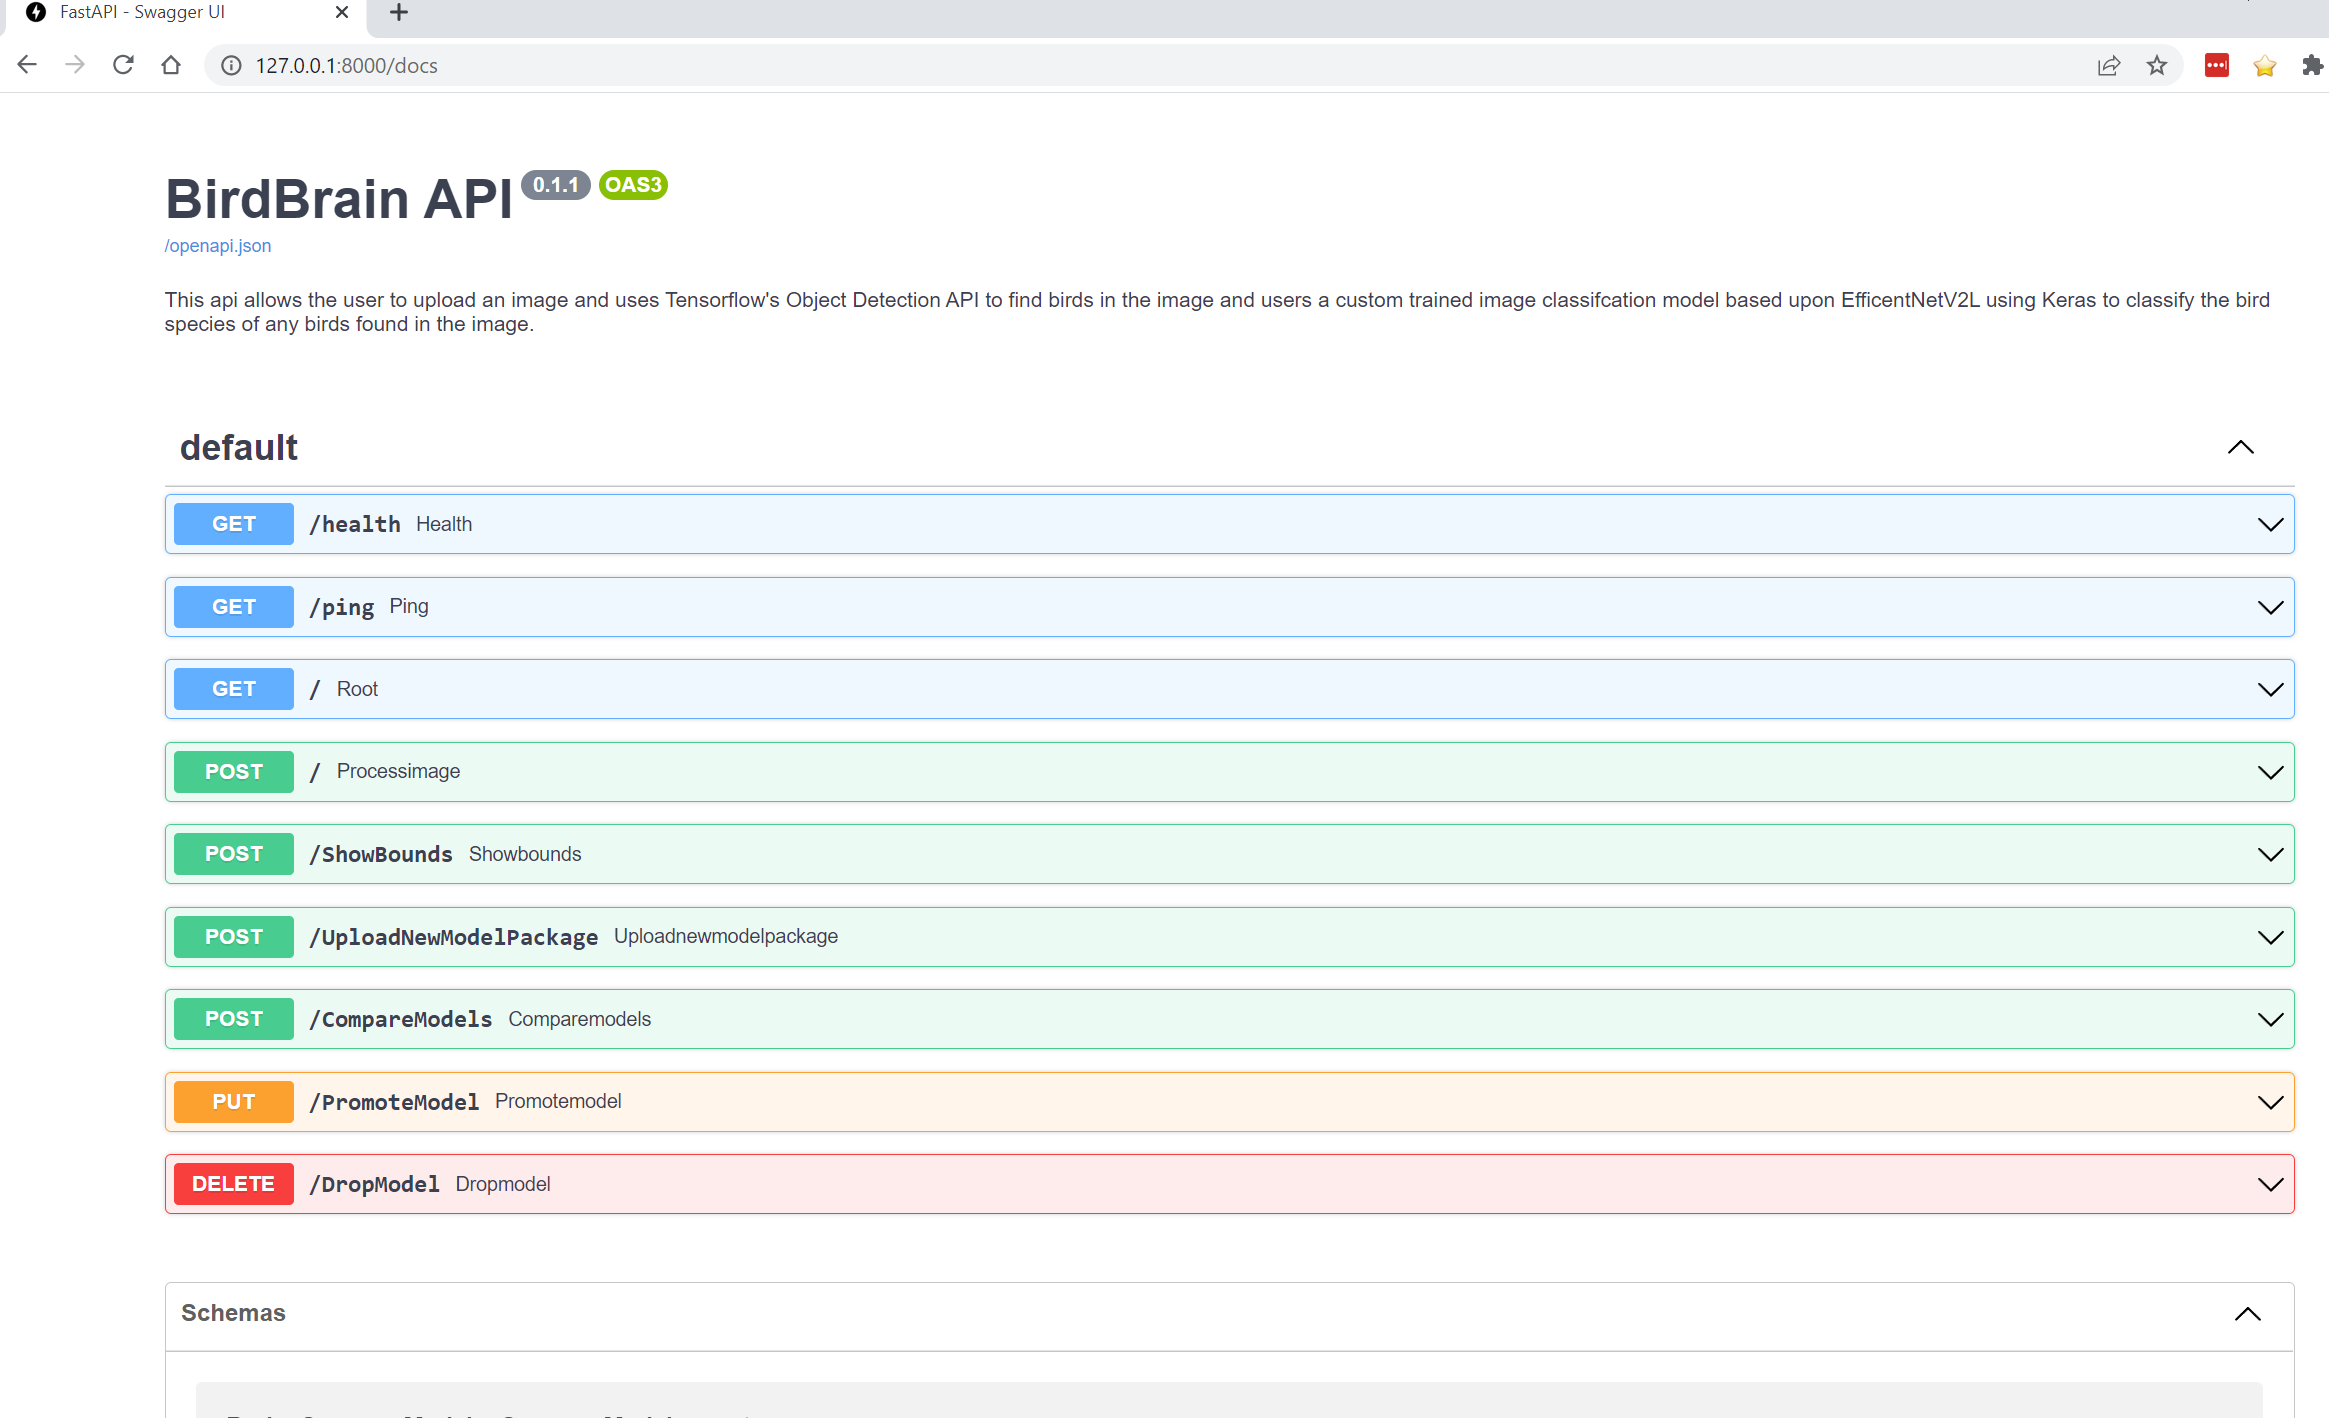 FastAPI - Swagger UI
127.0.0.1:8000/docs
BirdBrain API 0.1.1 OAS3
/openapi.json
This api allows the user to upload an image and uses Tensorflow's Object Detection API to find birds in the image and users a custom trained image classifcation model based upon EfficentNetV2L using Keras to classify the bird
species of any birds found in the image.
default
GET /health Health
GET /ping Ping
GET / Root
POST / Processimage
POST /ShowBounds Showbounds
POST /UploadNewModelPackage Uploadnewmodelpackage
POST /CompareModels Comparemodels
PUT /PromoteModel Promotemodel
DELETE /DropModel Dropmodel
Schemas